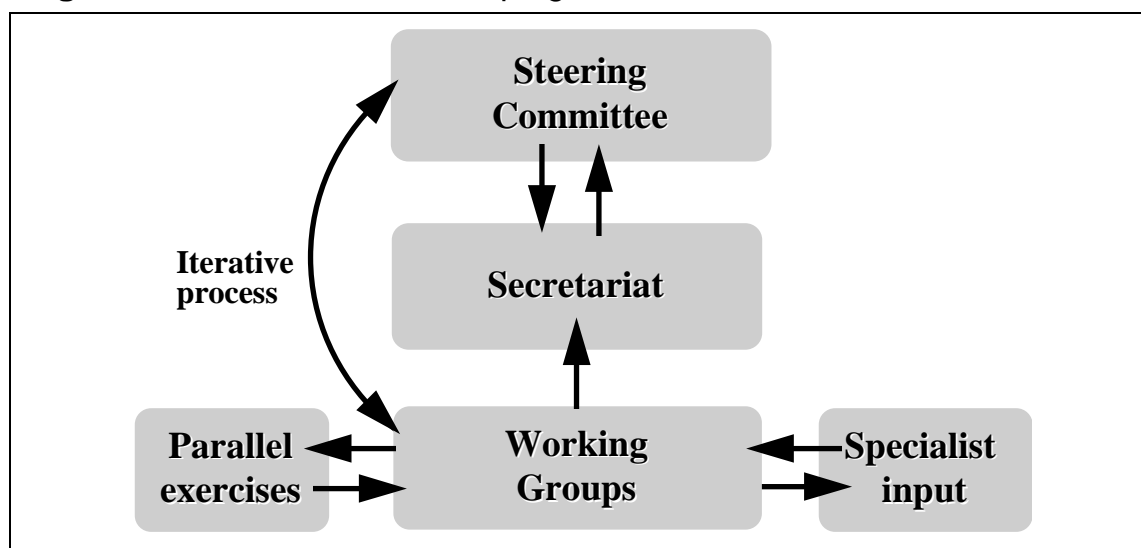 Steering
Committee
Iterative
process
Secretariat
Parallel
exercises
Working
Groups
Specialist
input